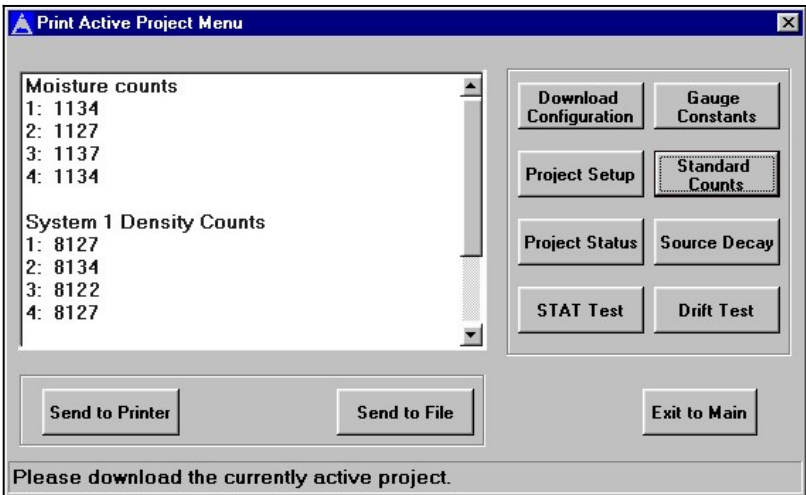 Print Active Project Menu
Moisture counts
1: 1134
2: 1127
3: 1137
4: 1134
System 1 Density Counts
1: 8127
2: 8134
3: 8122
4: 8127
Download
Configuration
Gauge
Constants
Project Setup
Standard
Counts
Project Status
Source Decay
STAT Test
Drift Test
Send to Printer
Send to File
Exit to Main
Please download the currently active project.